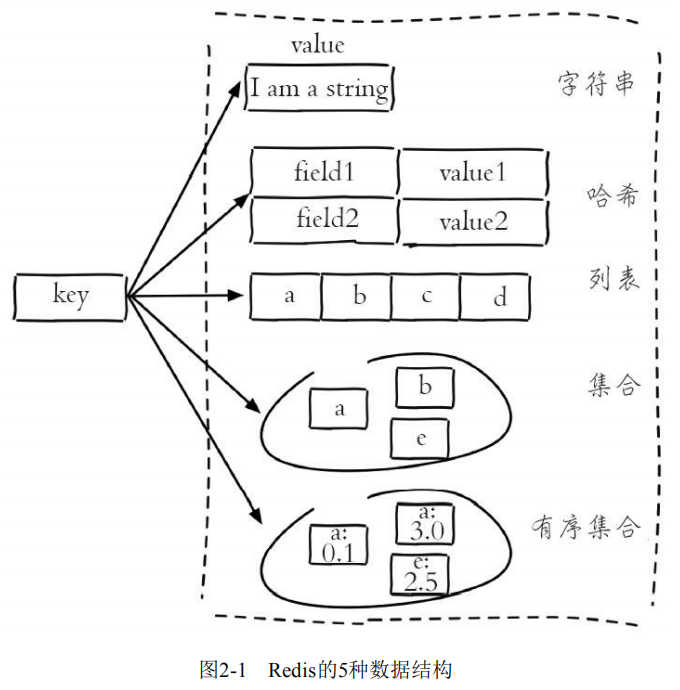 value
I am a string
字符串
field1 value1
哈希
field2 value2
key
a b c d
列表
集合
a
b
e
有序集合
a:
0.1
a:
3.0
e:
2.5
图2-1 Redis的5种数据结构